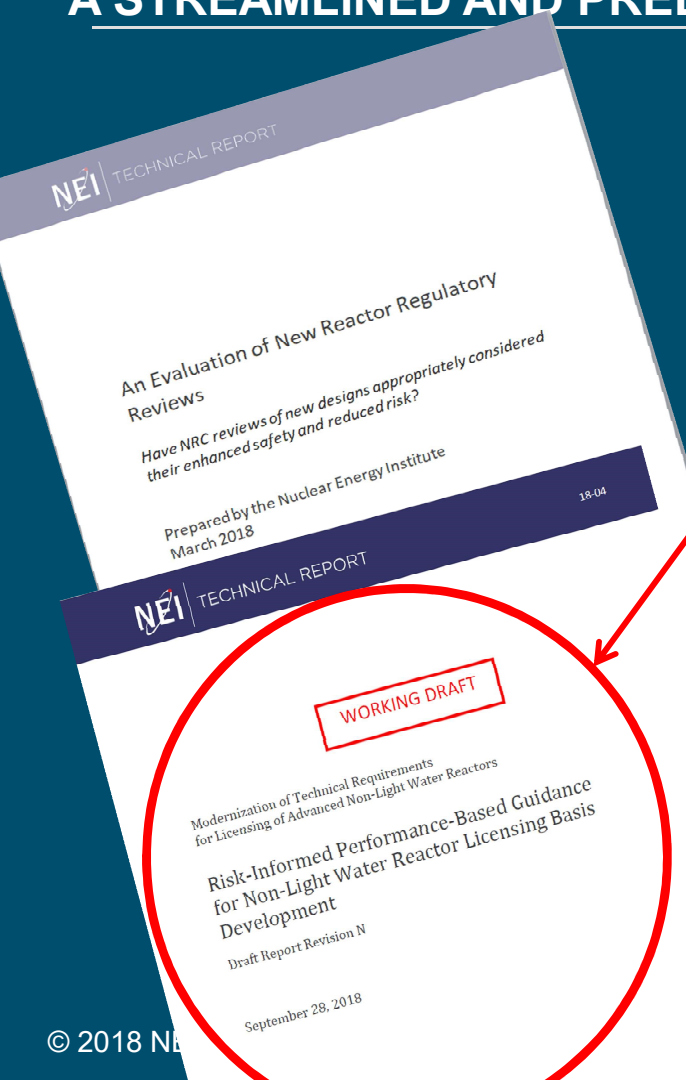 A STREAMLINED AND
NEI TECHNICAL REPORT
An Evaluation of New Reactor Regulatory
Reviews
Have NRC reviews of new designs appropriately considered
their enhanced safety and reduced risk?
Prepared by the Nuclear Energy Institute
March 2018
18-04
NEI TECHNICAL REPORT
WORKING DRAFT
Modernization of Technical Requirements
for Licensing of Advanced Non-Light Water Reactors
Risk-Informed Performance-Based Guidance
for Non-Light Water Reactor Licensing Basis
Development
Draft Report Revision N
September 28, 2018
© 2018